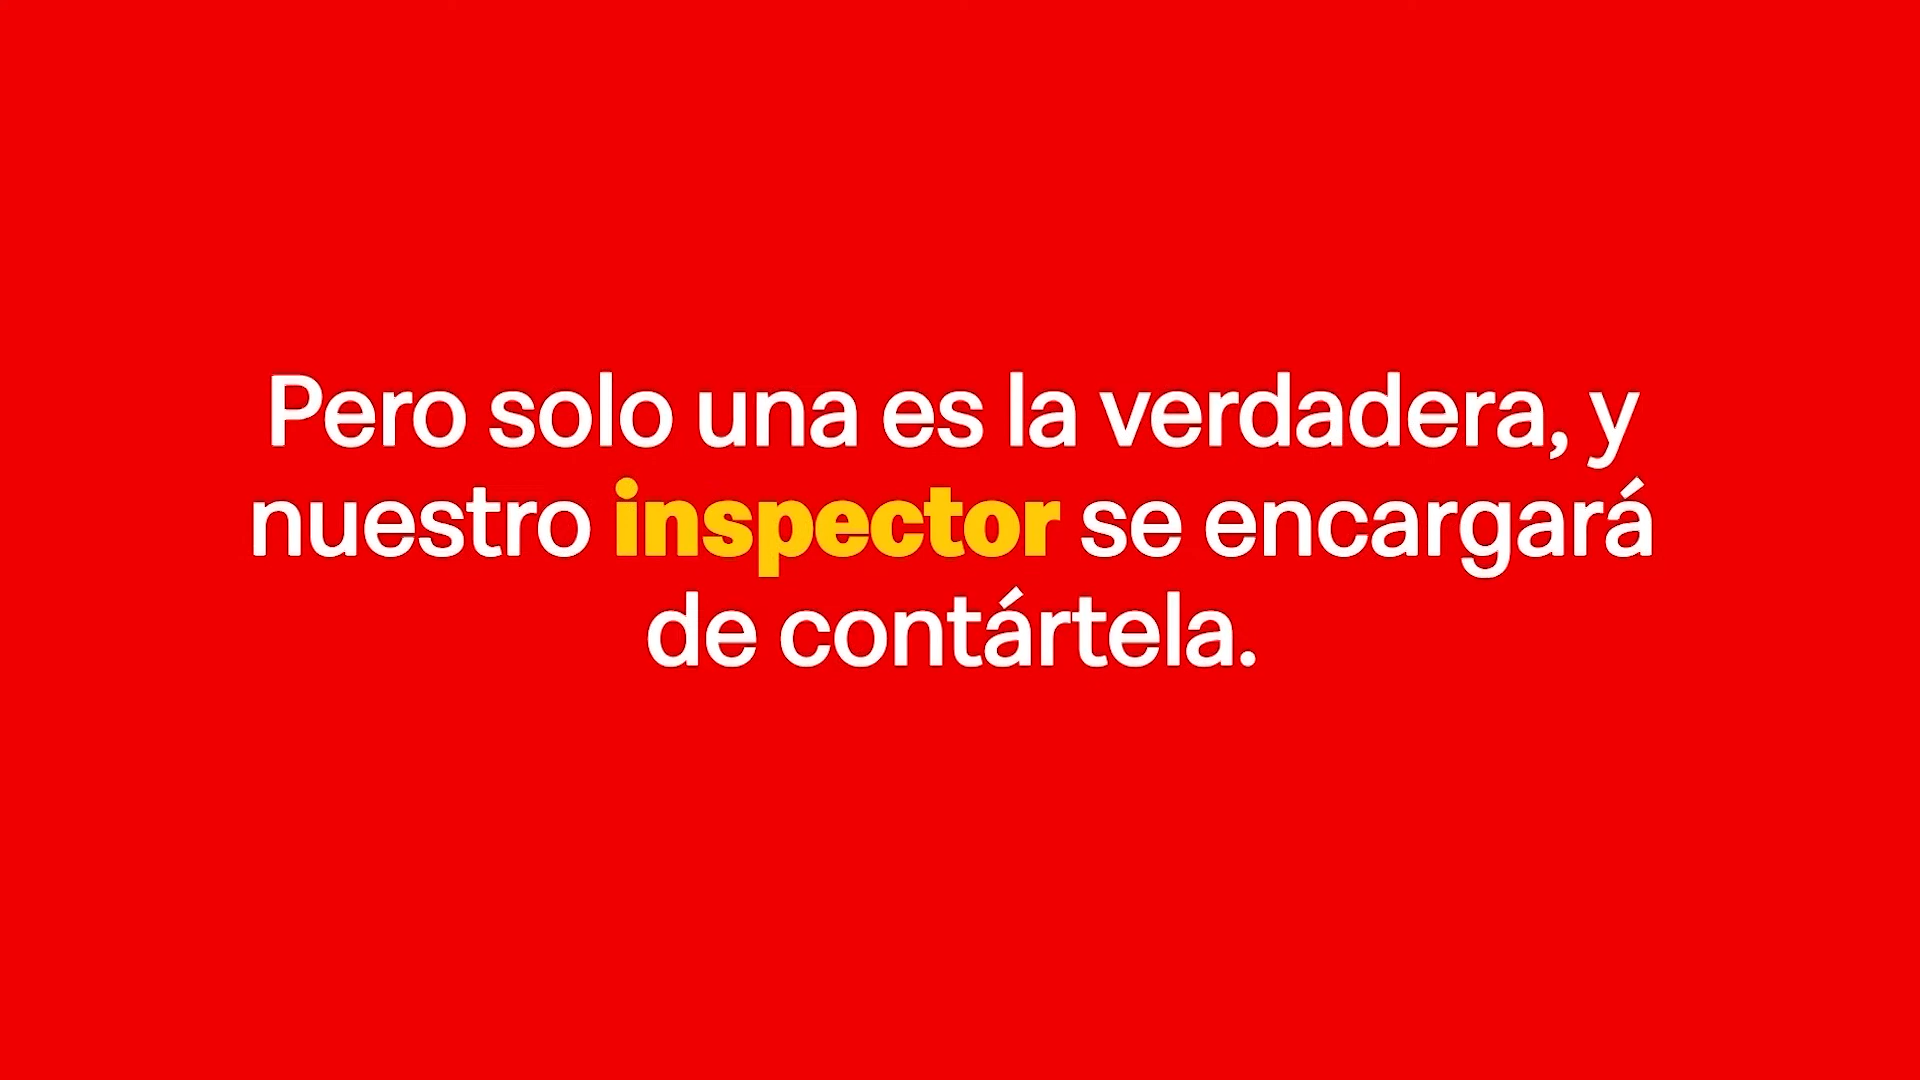 Pero solo una es la verdadera, y
nuestro inspector se encargará
de contártela.